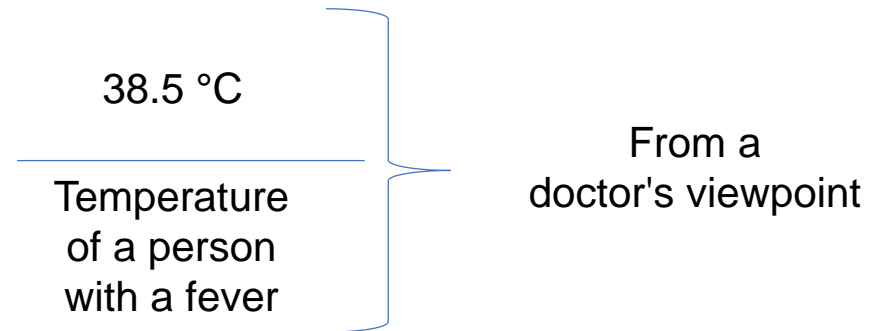 38.5 °C
Temperature
of a person
with a fever
From a
doctor's viewpoint